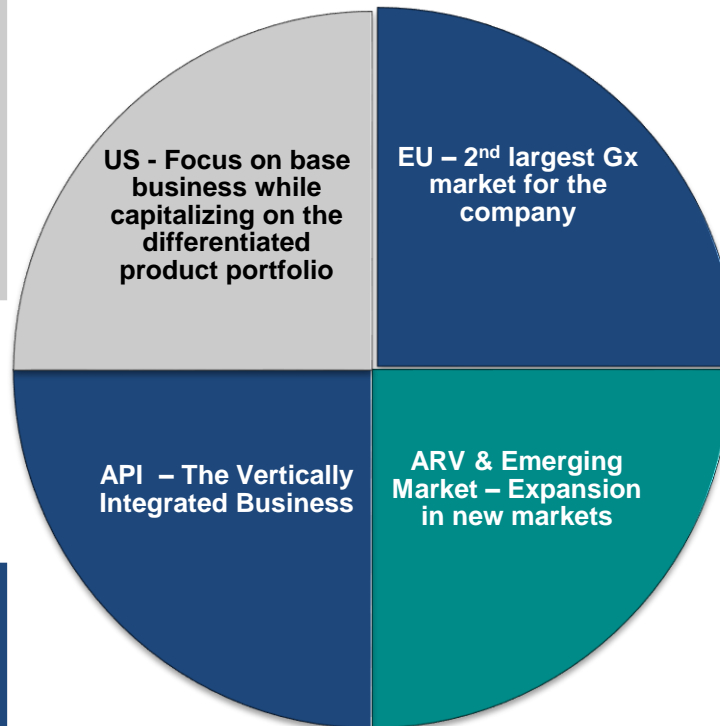 US - Focus on base
business while
capitalizing on the
differentiated
product portfolio
EU – 2nd largest Gx
market for the
company
API – The Vertically
Integrated Business
ARV & Emerging
Market – Expansion
in new markets